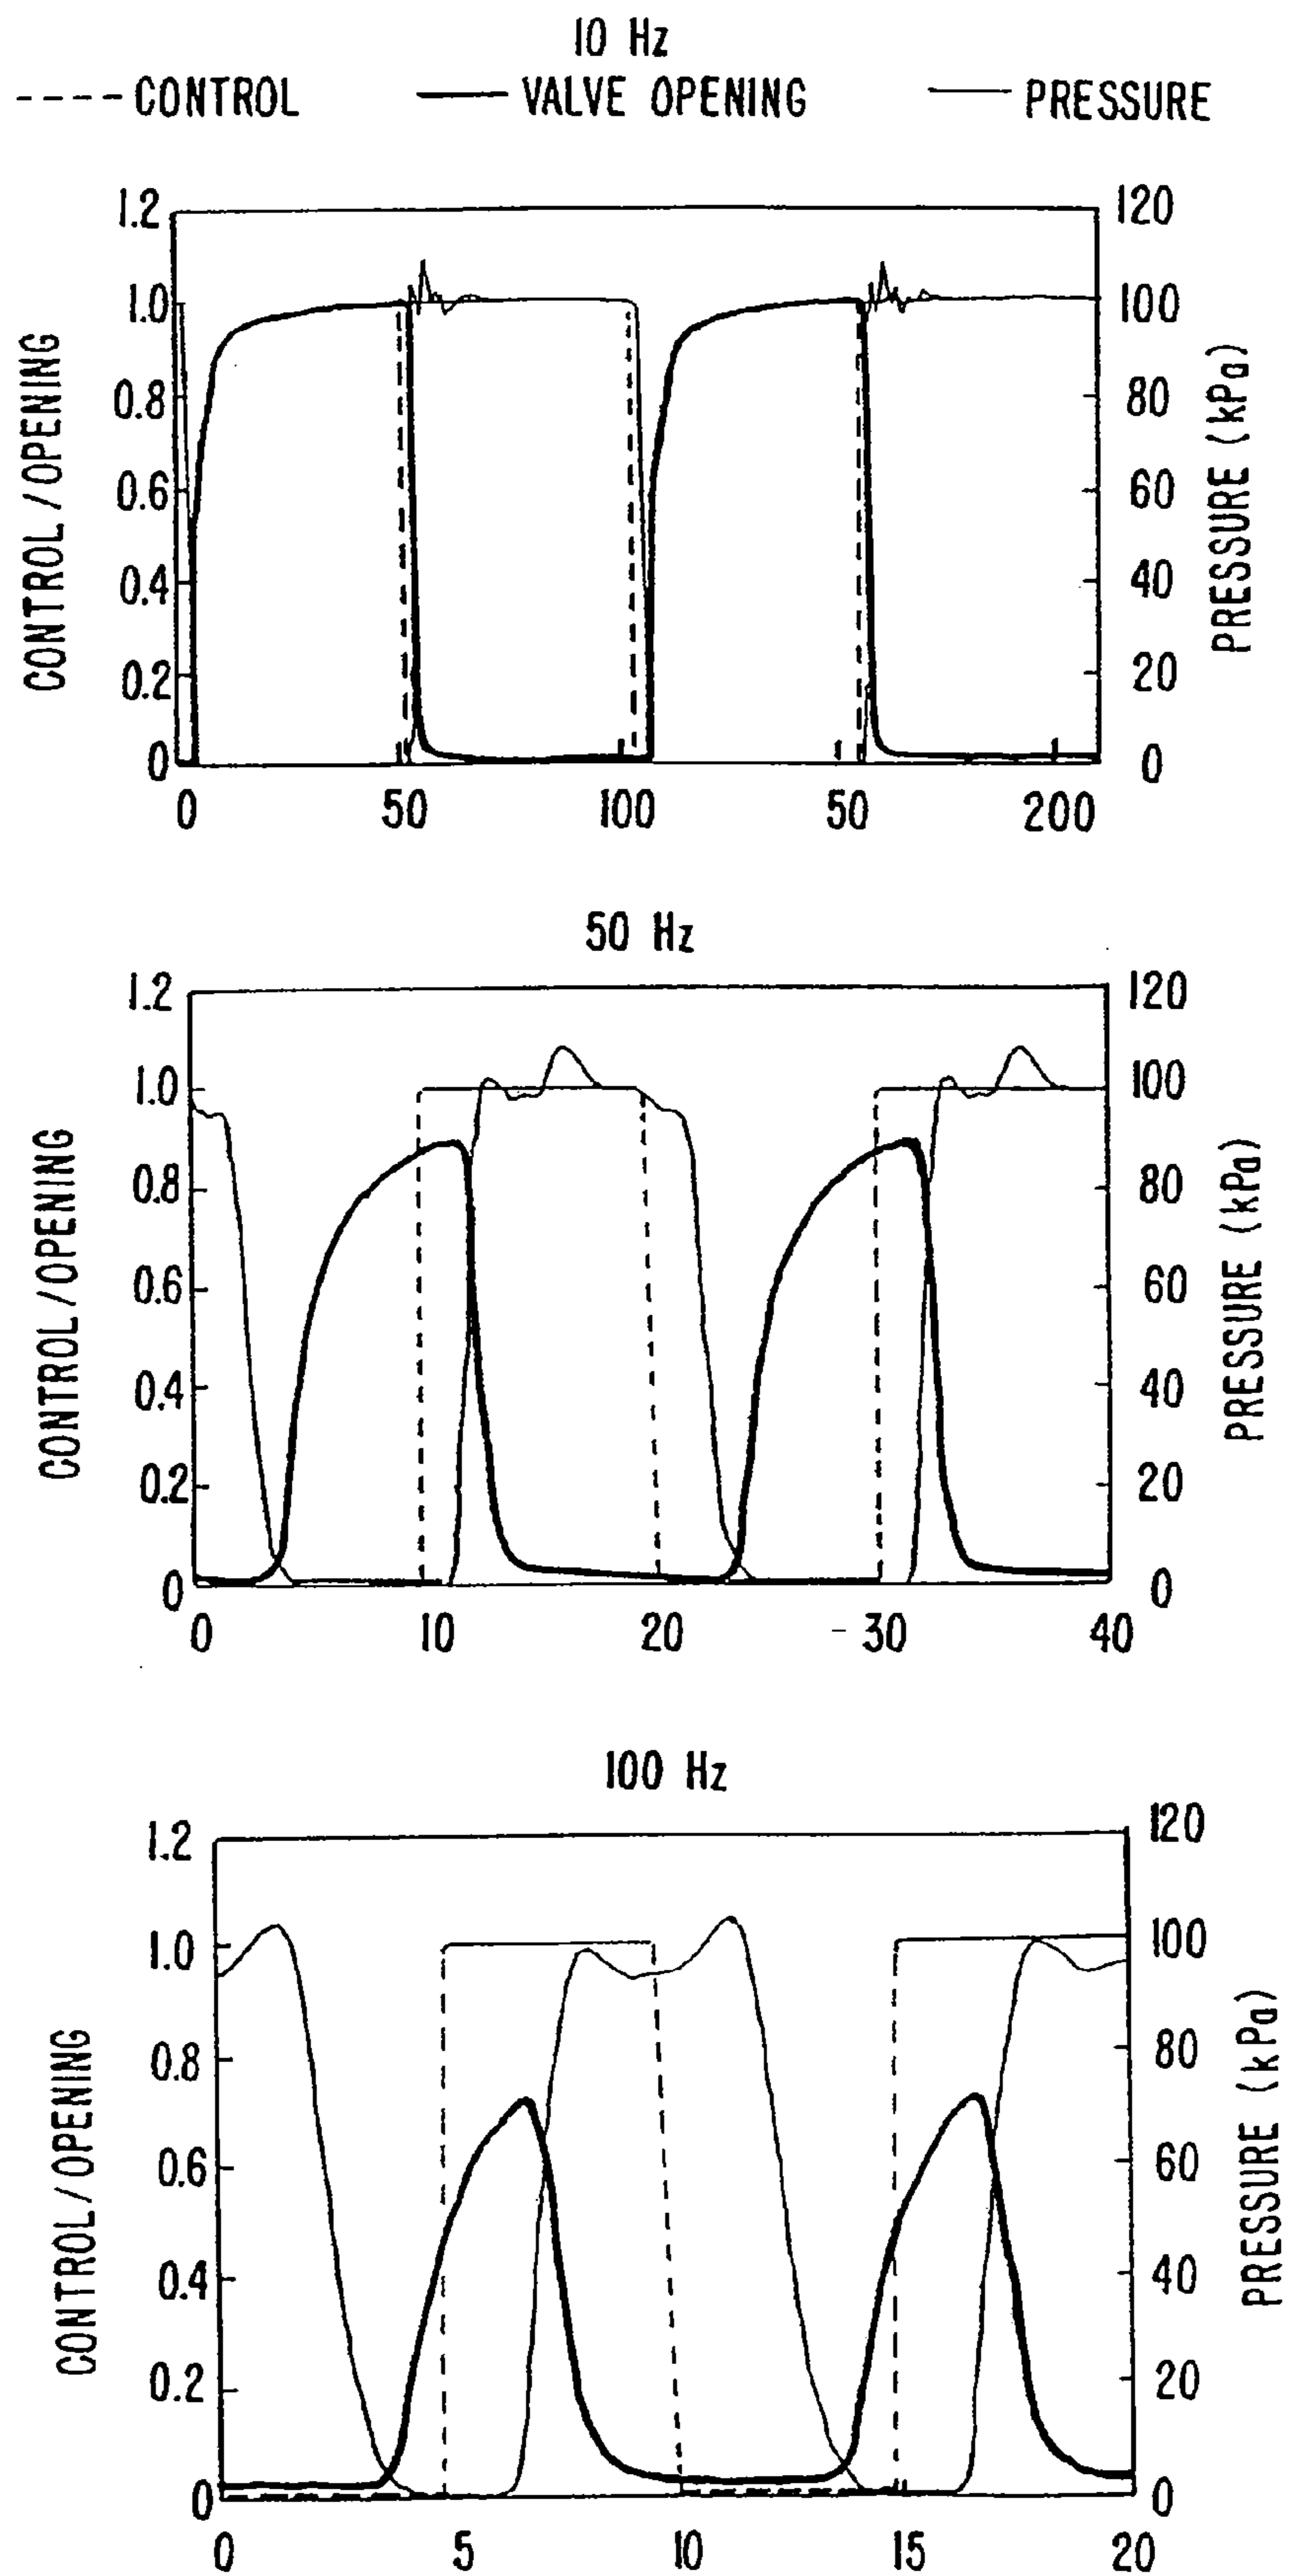 10 Hz
---- CONTROL — VALVE OPENING — PRESSURE
1.2 120
1.0 100
0.8 80
0.6 60
0.4 40
0.2 20
0 0
CONTROL/OPENING
PRESSURE (kPa)
0 50 100 50 200
50 Hz
1.2 120
1.0 100
0.8 80
0.6 60
0.4 40
0.2 20
0 0
CONTROL/OPENING
PRESSURE (kPa)
0 10 20 30 40
100 Hz
1.2 120
1.0 100
0.8 80
0.6 60
0.4 40
0.2 20
0 0
CONTROL/OPENING
PRESSURE (kPa)
0 5 10 15 20